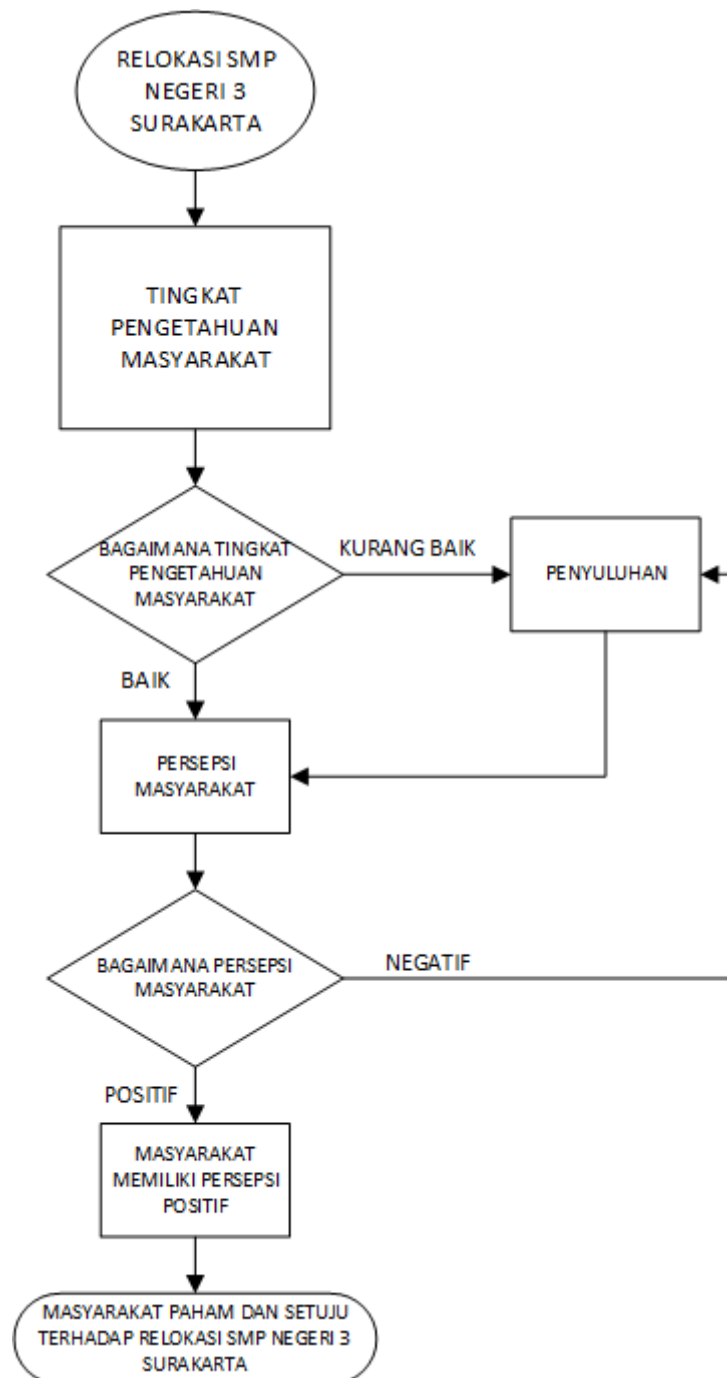 RELOKASI SMP
NEGERI 3
SURAKARTA
TINGKAT
PENGETAHUAN
MASYARAKAT
BAGAIMANA TINGKAT
PENGETAHUAN
MASYARAKAT
KURANG BAIK
PENYULUHAN
BAIK
PERSEPSI
MASYARAKAT
BAGAIMANA PERSEPSI
MASYARAKAT
NEGATIF
POSITIF
MASYARAKAT
MEMILIKI PERSEPSI
POSITIF
MASYARAKAT PAHAM DAN SETUJU
TERHADAP RELOKASI SMP NEGERI 3
SURAKARTA